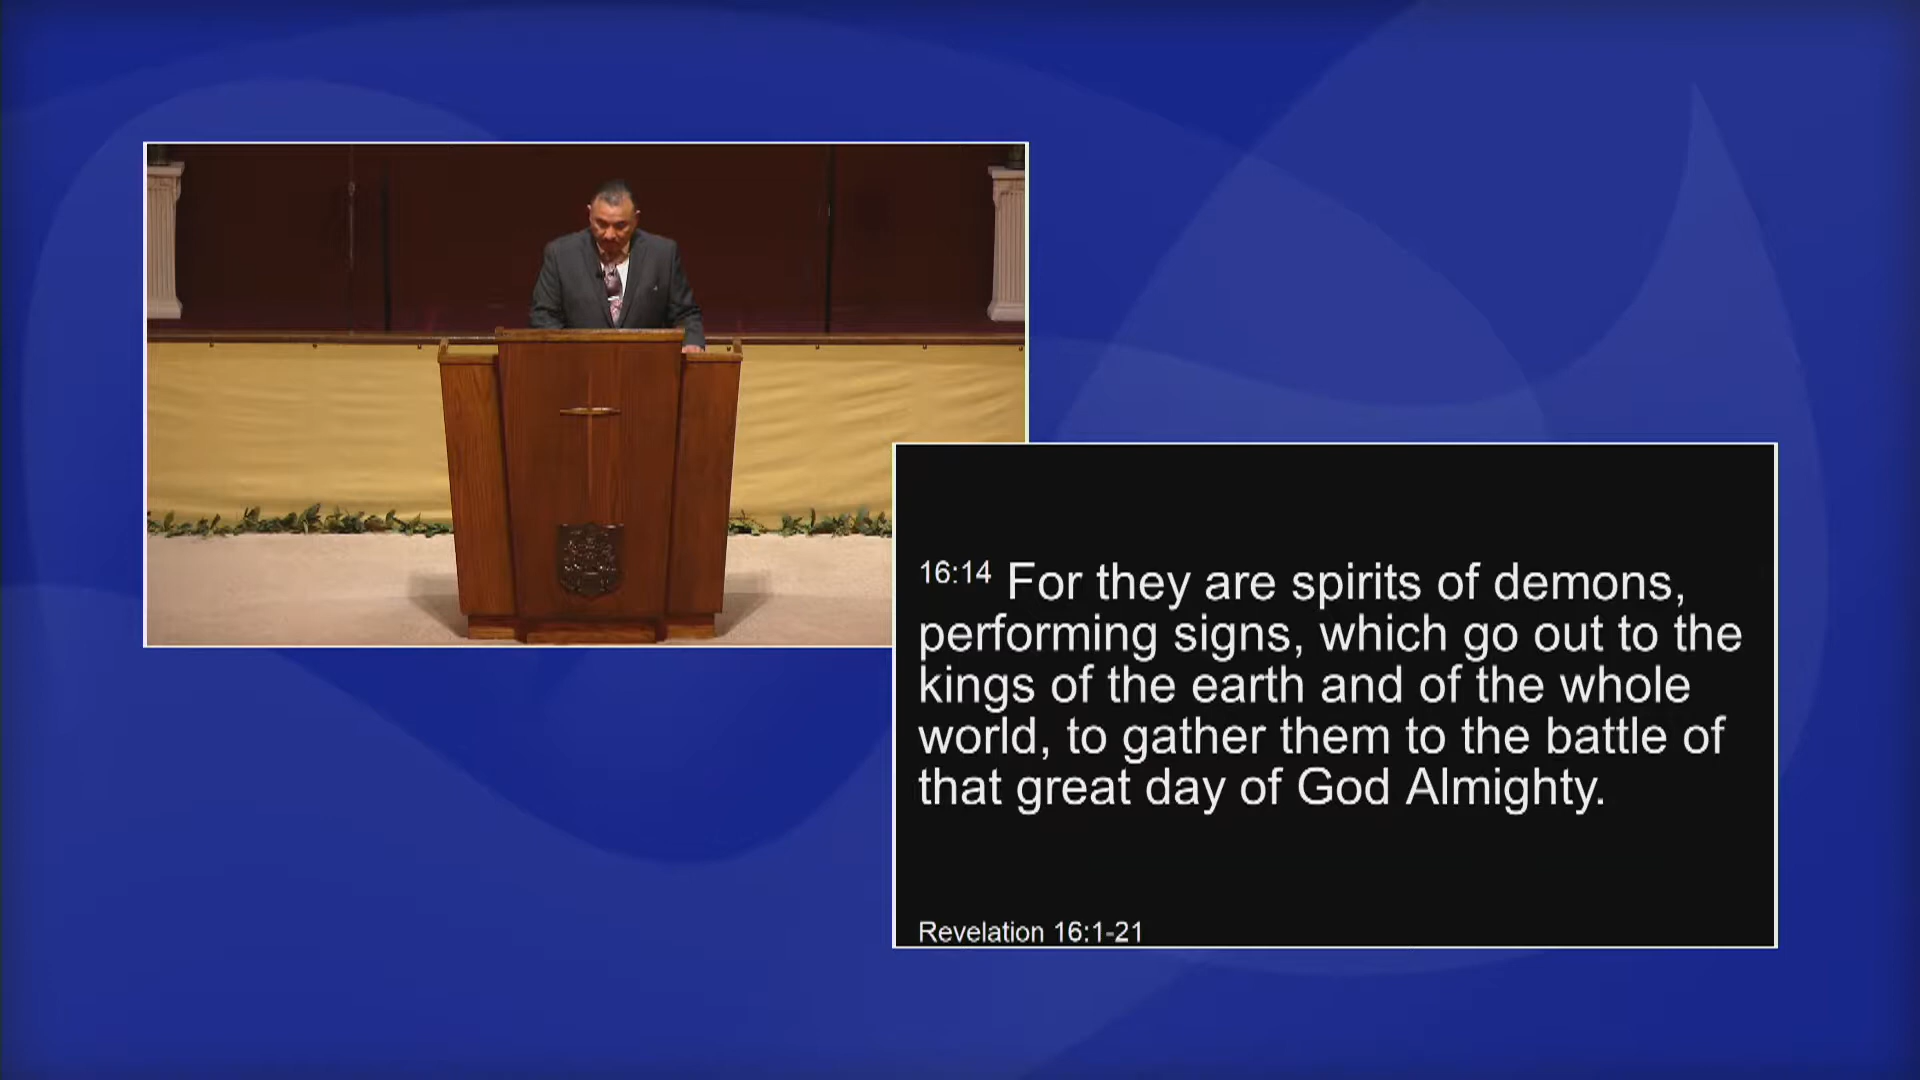 16:14 For they are spirits of demons,
performing signs, which go out to the
kings of the earth and of the whole
world, to gather them to the battle of
that great day of God Almighty.
Revelation 16:1-21